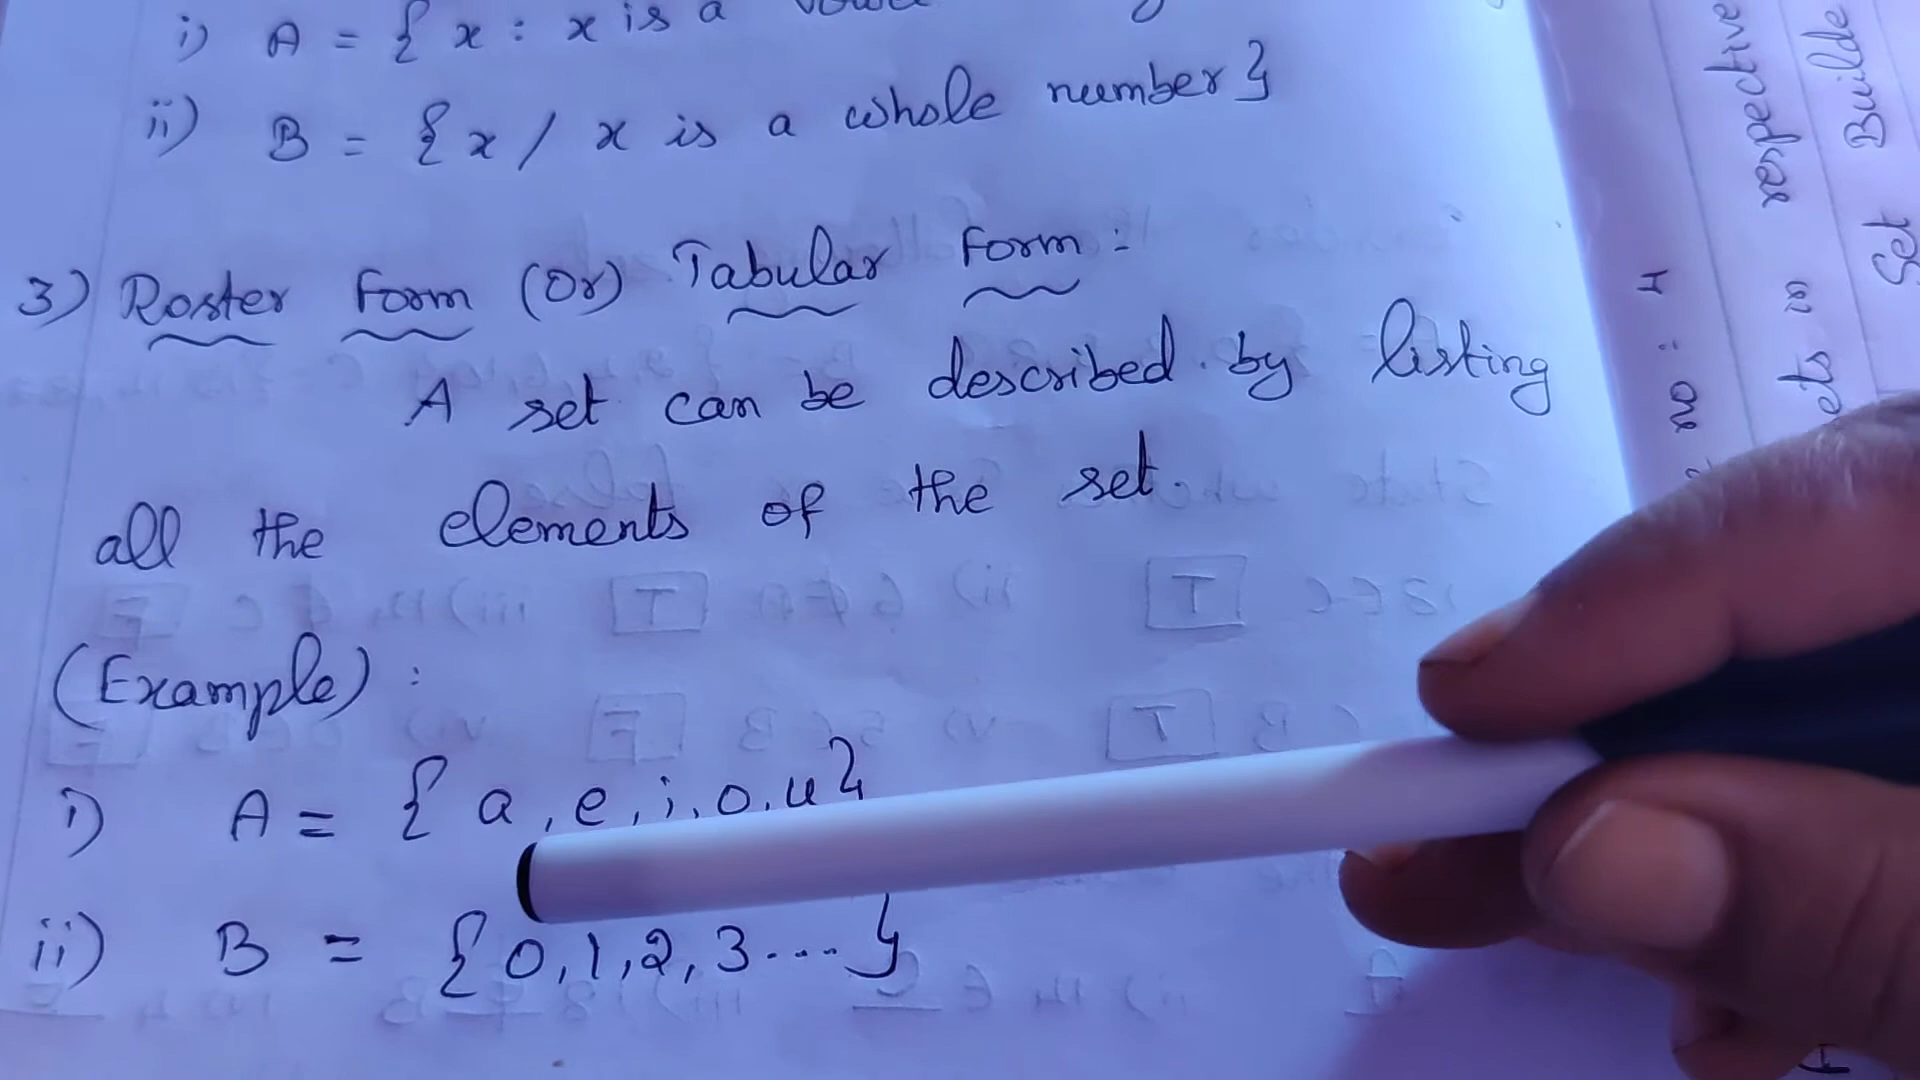 i) A = { x : x is a
ii) B = { x / x is a whole number }
3) Roster Form (Or) Tabular Form :
A set can be described by listing
all the elements of the set.
(Example) :
i) A = { a, e, i, o, u }
ii) B = { 0, 1, 2, 3 ... }
respective
Set Builde